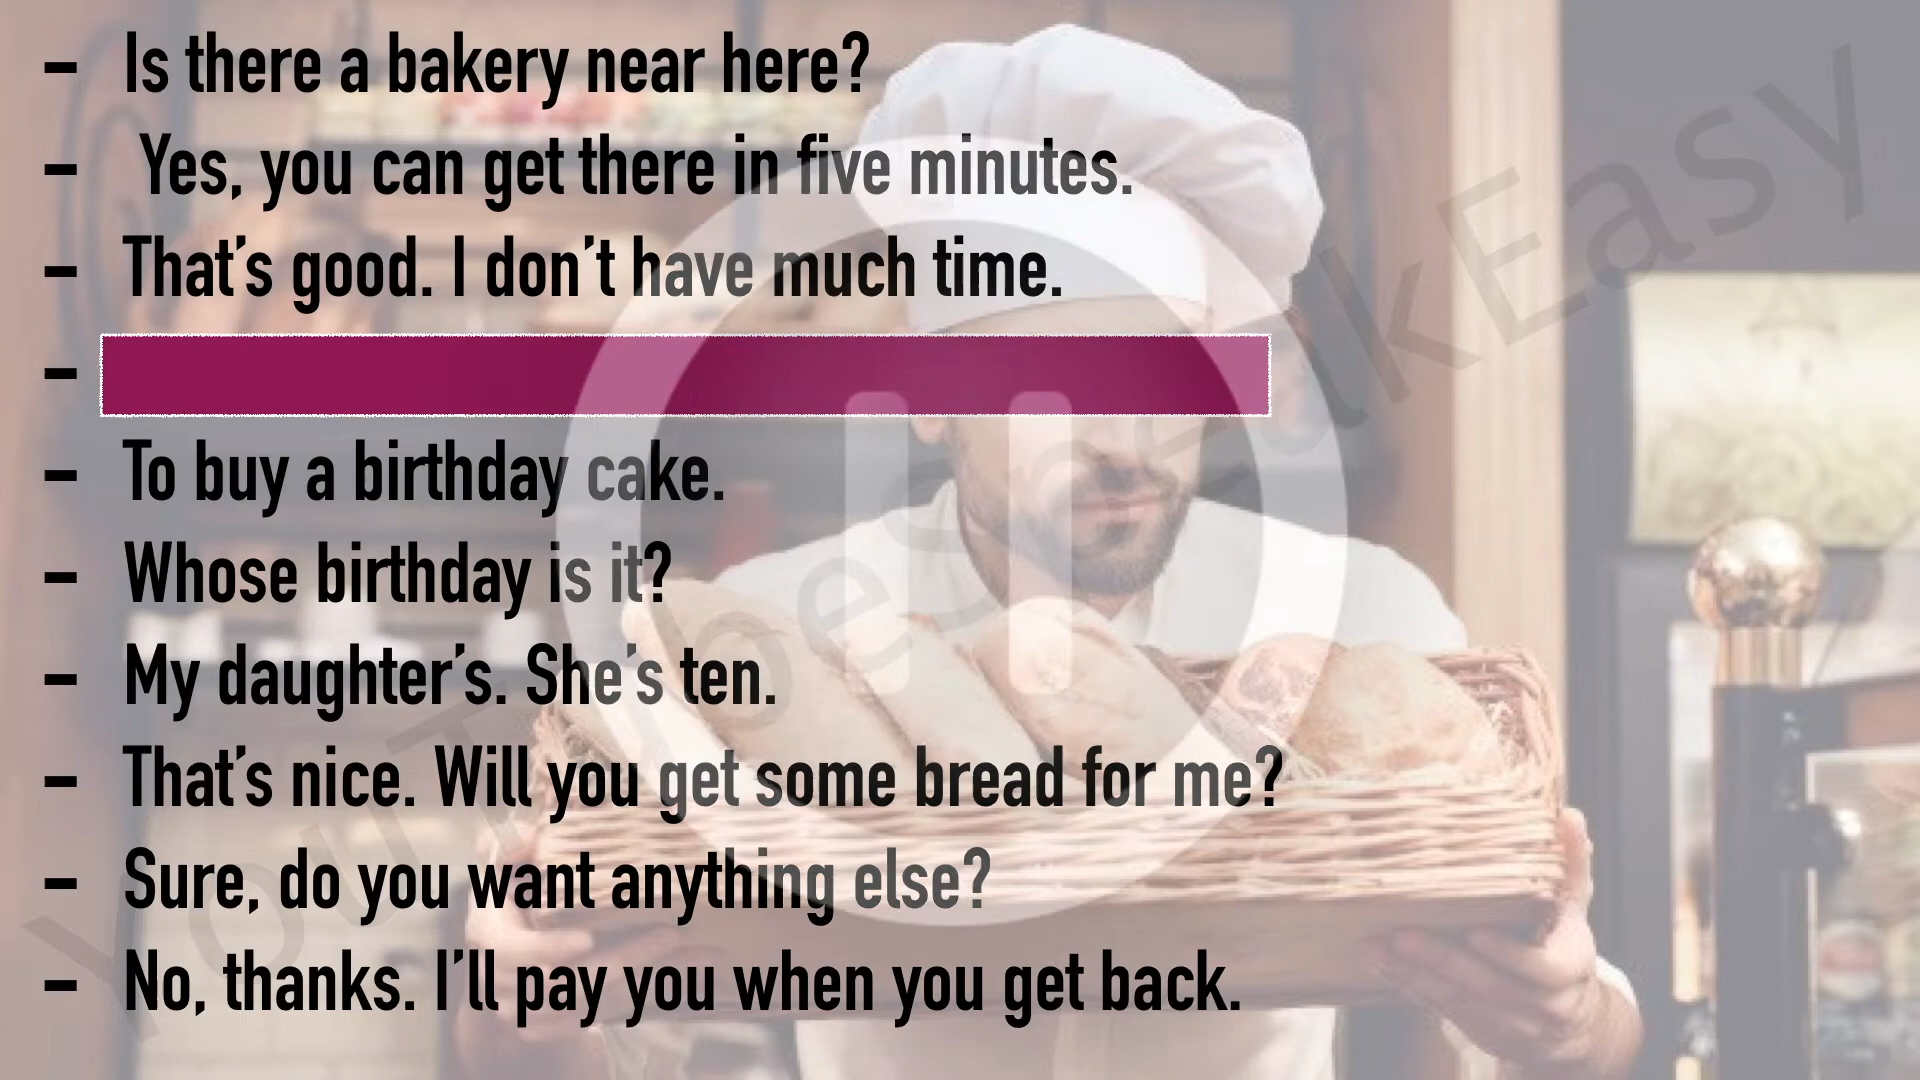 – Is there a bakery near here?
– Yes, you can get there in five minutes.
– That's good. I don't have much time.
–
– To buy a birthday cake.
– Whose birthday is it?
– My daughter's. She's ten.
– That's nice. Will you get some bread for me?
– Sure, do you want anything else?
– No, thanks. I'll pay you when you get back.
YouTubeSpeakEasy